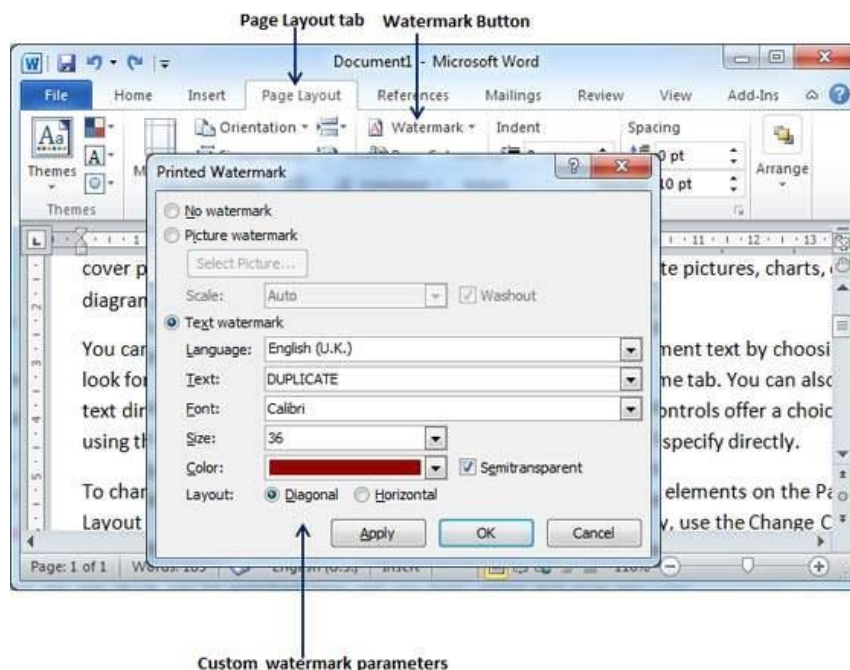 Page Layout tab Watermark Button
Document1 - Microsoft Word
File Home Insert Page Layout References Mailings Review View Add-Ins
Orientation Watermark Indent Spacing
Themes 0 pt Arrange
10 pt
Themes
Printed Watermark
No watermark
Picture watermark
Select Picture...
Scale: Auto Washout
Text watermark
Language: English (U.K.)
Text: DUPLICATE
Font: Calibri
Size: 36
Color: Semitransparent
Layout: Diagonal Horizontal
Apply OK Cancel
1 11 12 13
cover p te pictures, charts,
diagran
You car ment text by choosi
look for me tab. You can also
text dir ontrols offer a choic
using th specify directly.
To char elements on the Pa
Layout y, use the Change C
Page: 1 of 1
Custom watermark parameters